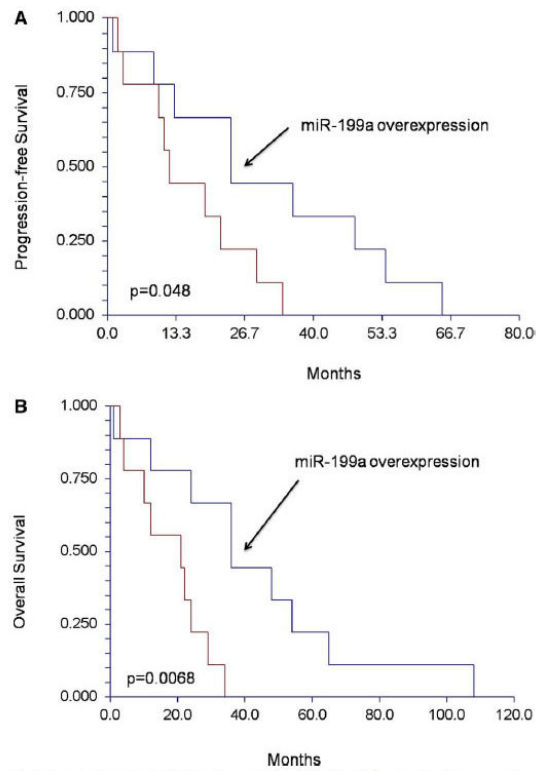 A
1.000
0.750
0.500
0.250
0.000
Progression-free Survival
miR-199a overexpression
p=0.048
0.0 13.3 26.7 40.0 53.3 66.7 80.0
Months
B
1.000
0.750
0.500
0.250
0.000
Overall Survival
miR-199a overexpression
p=0.0068
0.0 20.0 40.0 60.0 80.0 100.0 120.0
Months